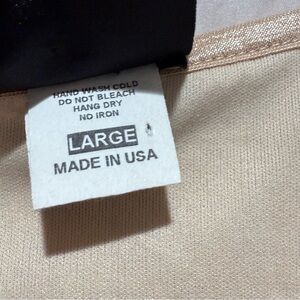 HAND WASH COLD
DO NOT BLEACH
HANG DRY
NO IRON
LARGE
MADE IN USA